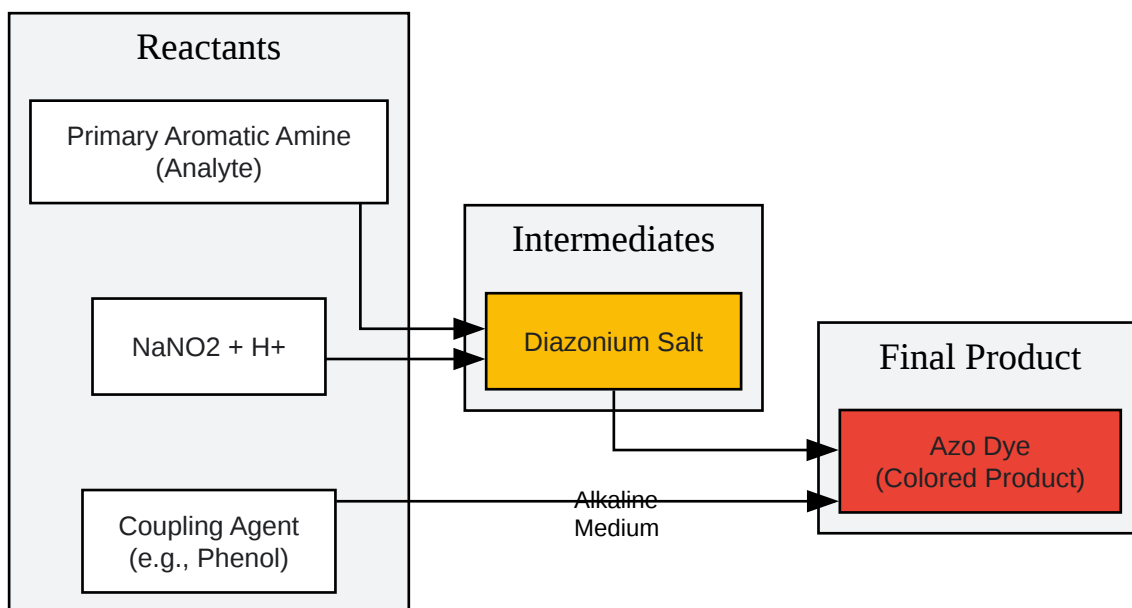 Reactants
Primary Aromatic Amine
(Analyte)
NaNO2 + H+
Coupling Agent
(e.g., Phenol)
Intermediates
Diazonium Salt
Alkaline
Medium
Final Product
Azo Dye
(Colored Product)